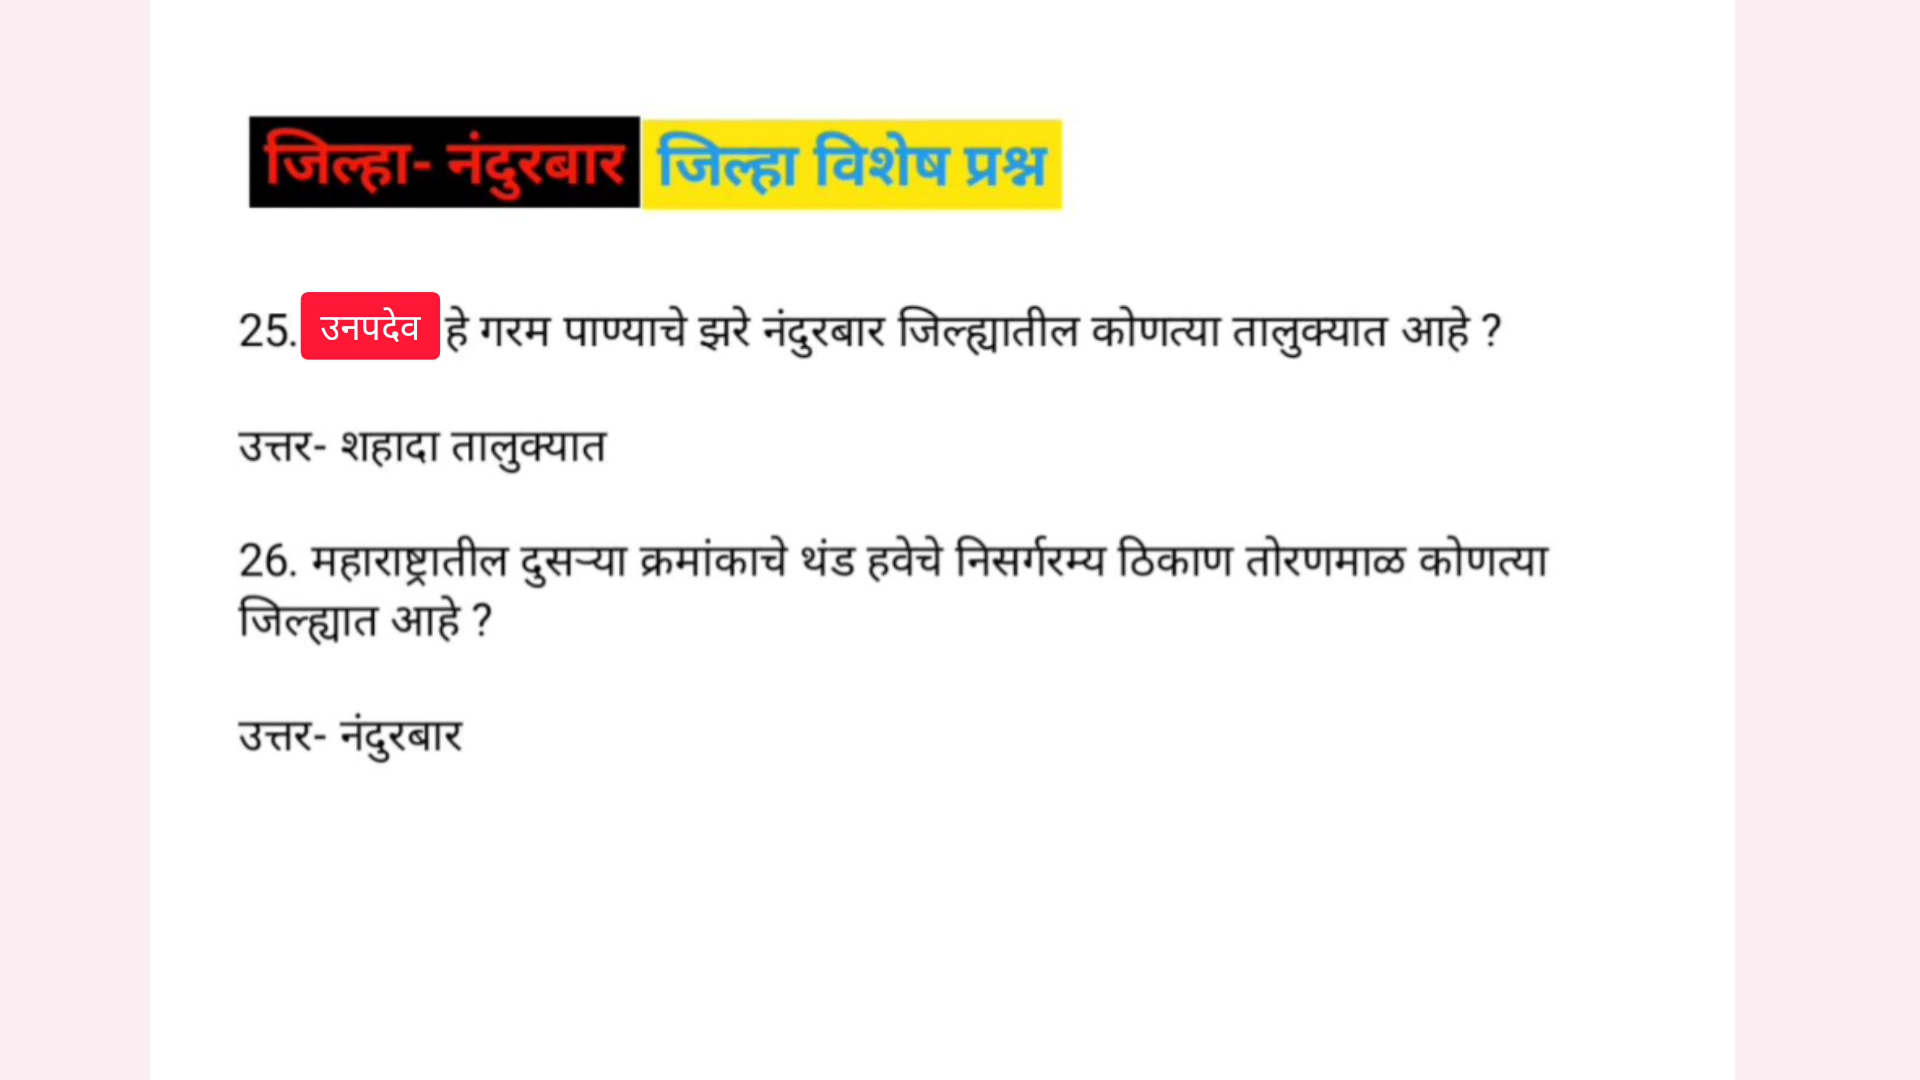 जिल्हा- नंदुरबार जिल्हा विशेष प्रश्न
25. उनपदेव हे गरम पाण्याचे झरे नंदुरबार जिल्ह्यातील कोणत्या तालुक्यात आहे ?
उत्तर- शहादा तालुक्यात
26. महाराष्ट्रातील दुसऱ्या क्रमांकाचे थंड हवेचे निसर्गरम्य ठिकाण तोरणमाळ कोणत्या
जिल्ह्यात आहे ?
उत्तर- नंदुरबार